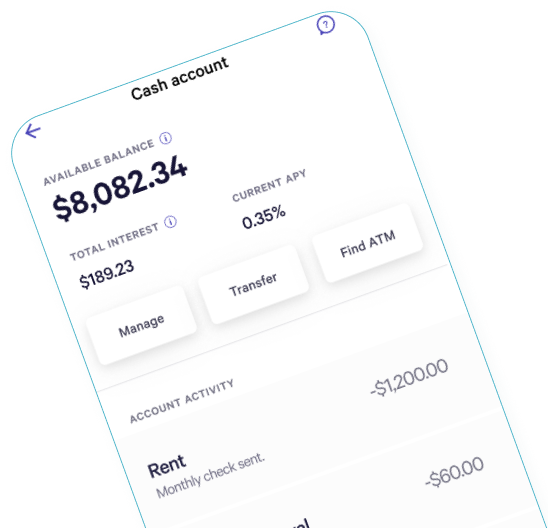 Cash account
AVAILABLE BALANCE
$8,082.34
TOTAL INTEREST
$189.23
CURRENT APY
0.35%
Manage
Transfer
Find ATM
ACCOUNT ACTIVITY
Rent
-$1,200.00
Monthly check sent.
-$60.00